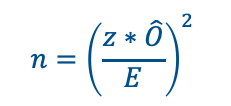 n = (z * Ô / E)²